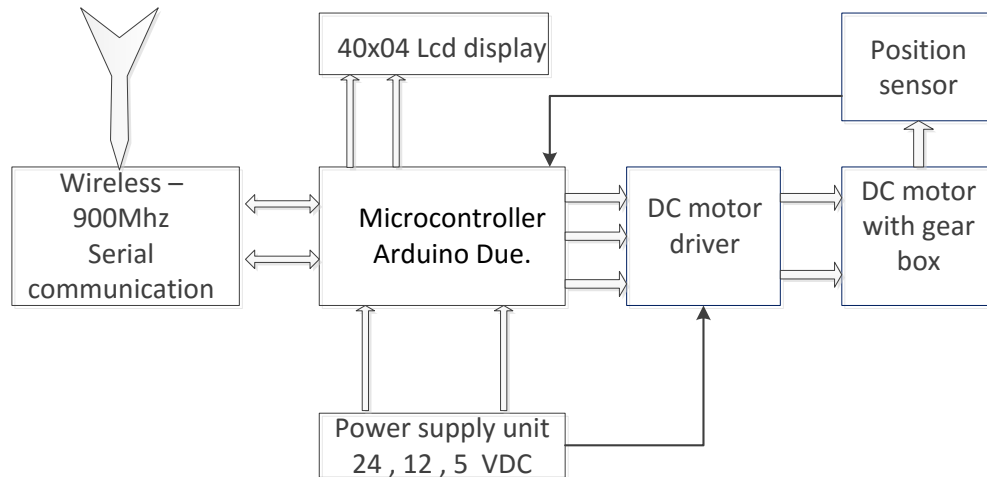 40x04 Lcd display
Position
sensor
Wireless –
900Mhz
Serial
communication
Microcontroller
Arduino Due.
DC motor
driver
DC motor
with gear
box
Power supply unit
24 , 12 , 5  VDC